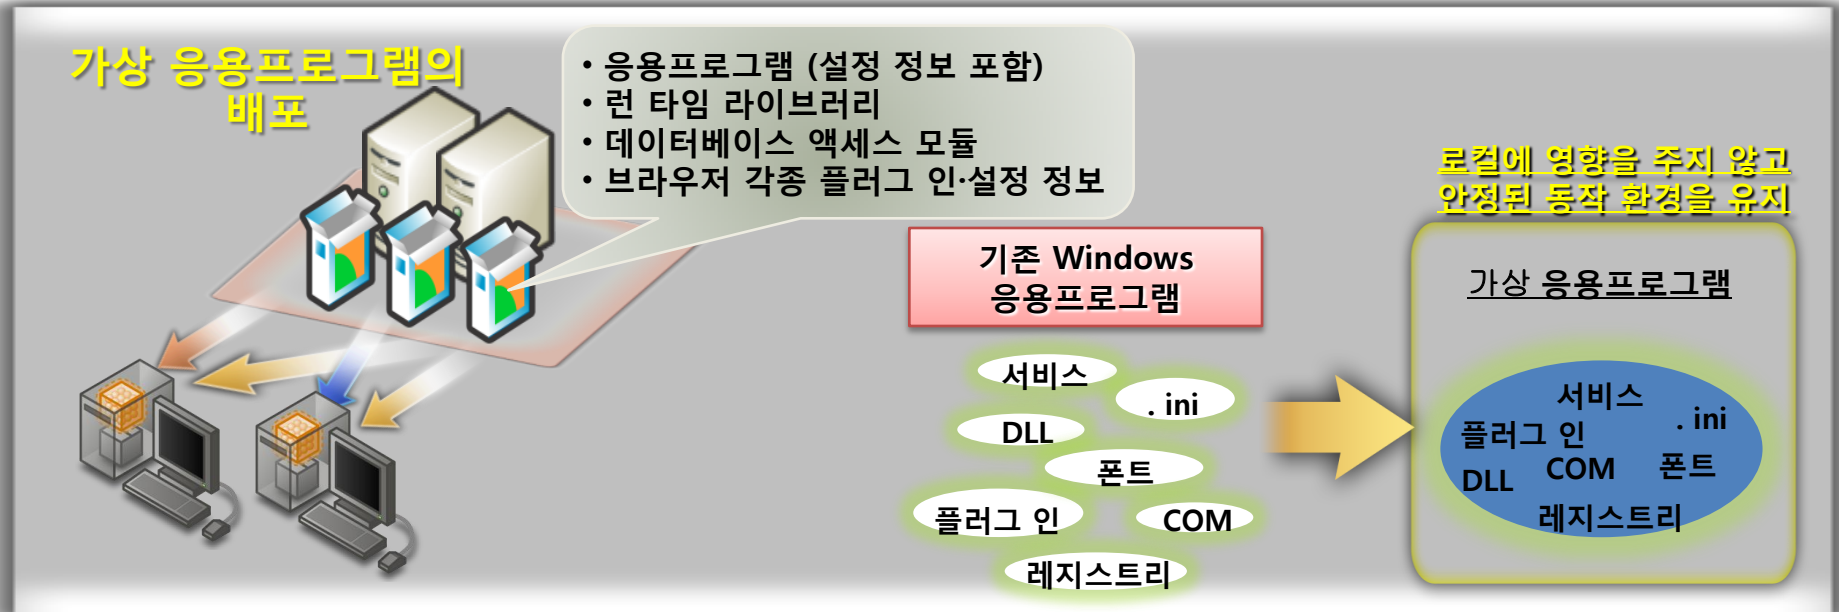 가상 응용프로그램의
배포
• 응용프로그램 (설정 정보 포함)
• 런 타임 라이브러리
• 데이터베이스 액세스 모듈
• 브라우저 각종 플러그 인·설정 정보
기존 Windows
응용프로그램
서비스
. ini
DLL
폰트
플러그 인
COM
레지스트리
로컬에 영향을 주지 않고
안정된 동작 환경을 유지
가상 응용프로그램
서비스
. ini
플러그 인
COM
폰트
DLL
레지스트리